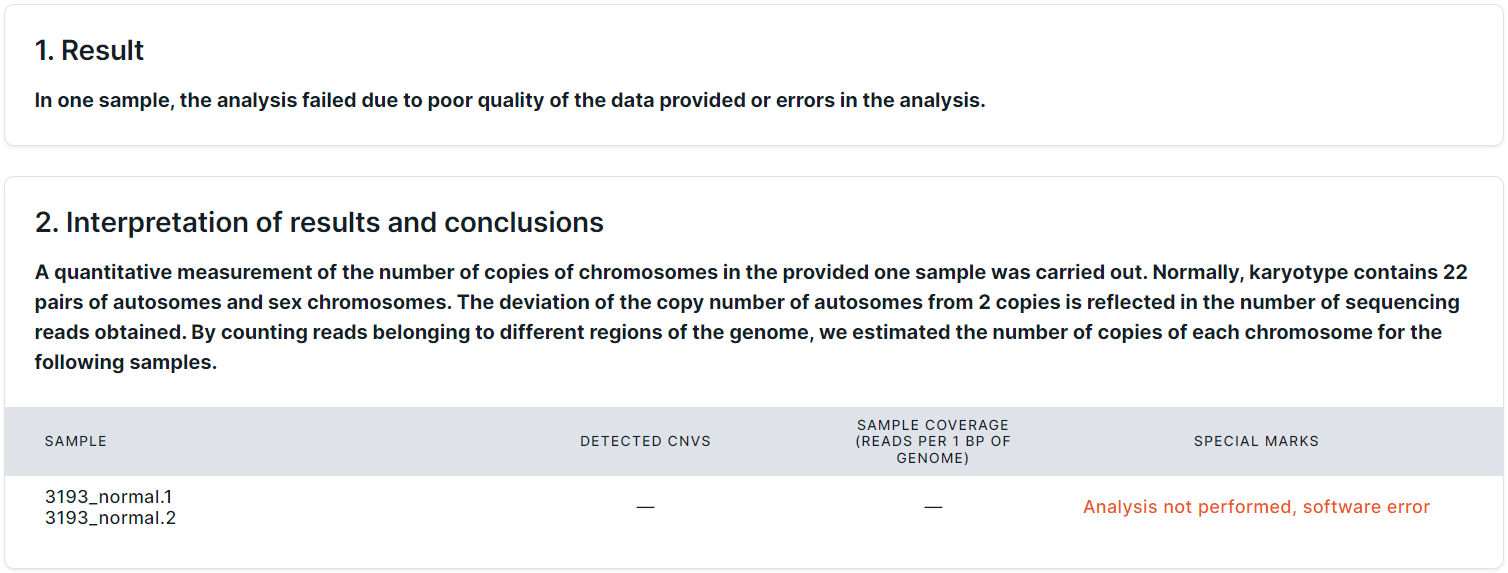 1. Result
In one sample, the analysis failed due to poor quality of the data provided or errors in the analysis.
2. Interpretation of results and conclusions
A quantitative measurement of the number of copies of chromosomes in the provided one sample was carried out. Normally, karyotype contains 22
pairs of autosomes and sex chromosomes. The deviation of the copy number of autosomes from 2 copies is reflected in the number of sequencing
reads obtained. By counting reads belonging to different regions of the genome, we estimated the number of copies of each chromosome for the
following samples.
SAMPLE
DETECTED CNVS
SAMPLE COVERAGE
(READS PER 1 BP OF
GENOME)
SPECIAL MARKS
3193_normal.1
3193_normal.2
—
—
Analysis not performed, software error